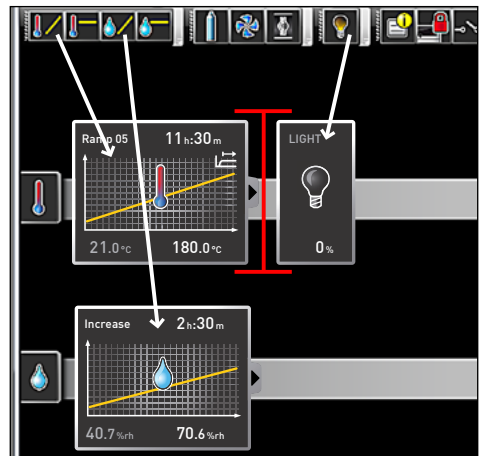 Ramp 05 11h:30m
21.0°C 180.0°C
LIGHT
0%
Increase 2h:30m
40.7%rh 70.6%rh